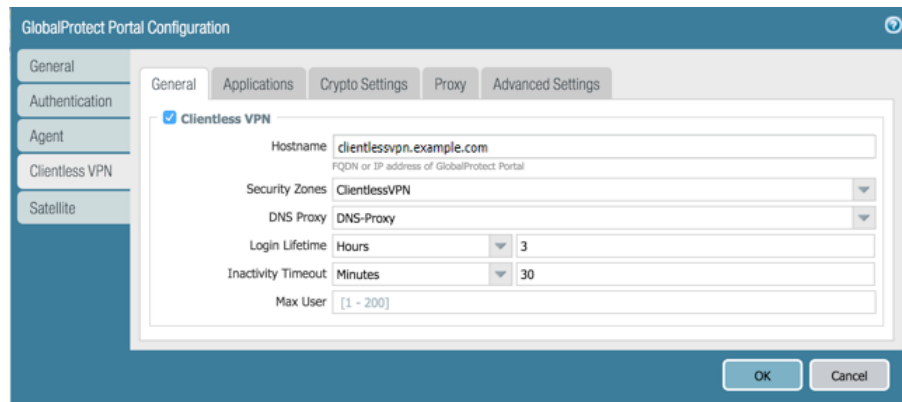 GlobalProtect Portal Configuration
General
Authentication
Agent
Clientless VPN
Satellite
General Applications Crypto Settings Proxy Advanced Settings
Clientless VPN
Hostname clientlessvpn.example.com
FQDN or IP address of GlobalProtect Portal
Security Zones ClientlessVPN
DNS Proxy DNS-Proxy
Login Lifetime Hours 3
Inactivity Timeout Minutes 30
Max User [1 - 200]
OK Cancel